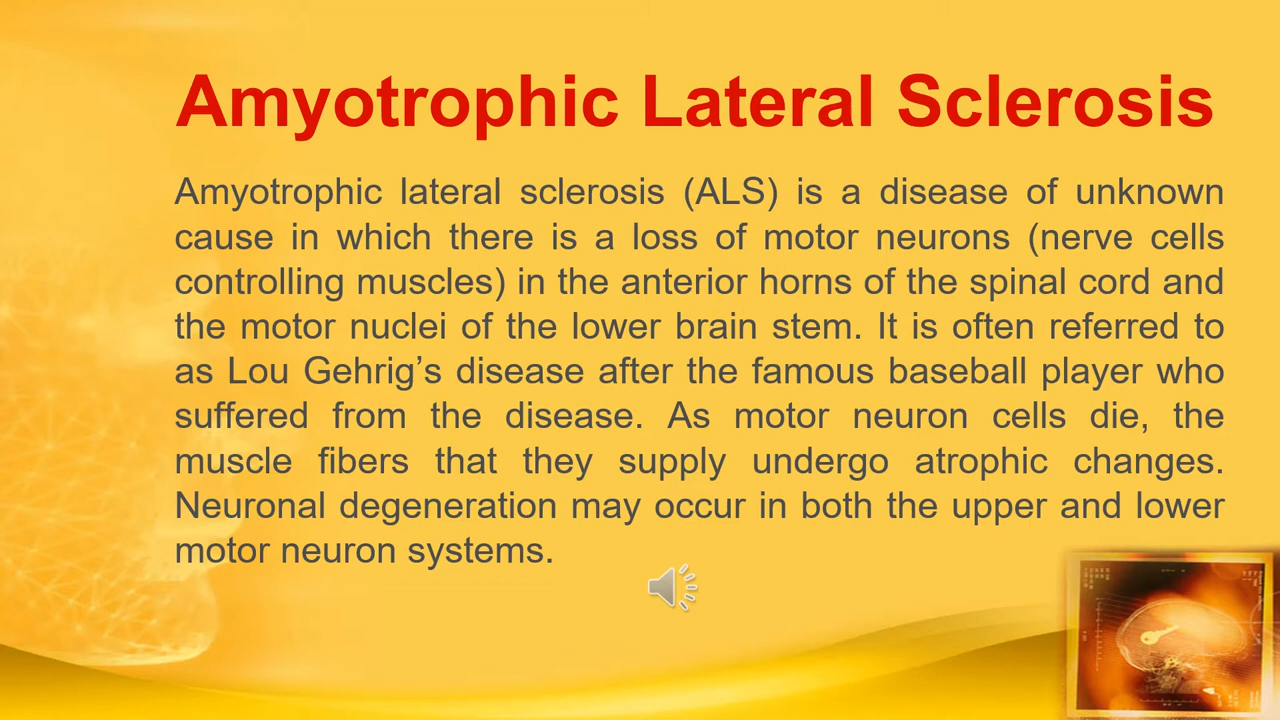 Amyotrophic Lateral Sclerosis
Amyotrophic lateral sclerosis (ALS) is a disease of unknown
cause in which there is a loss of motor neurons (nerve cells
controlling muscles) in the anterior horns of the spinal cord and
the motor nuclei of the lower brain stem. It is often referred to
as Lou Gehrig’s disease after the famous baseball player who
suffered from the disease. As motor neuron cells die, the
muscle fibers that they supply undergo atrophic changes.
Neuronal degeneration may occur in both the upper and lower
motor neuron systems.